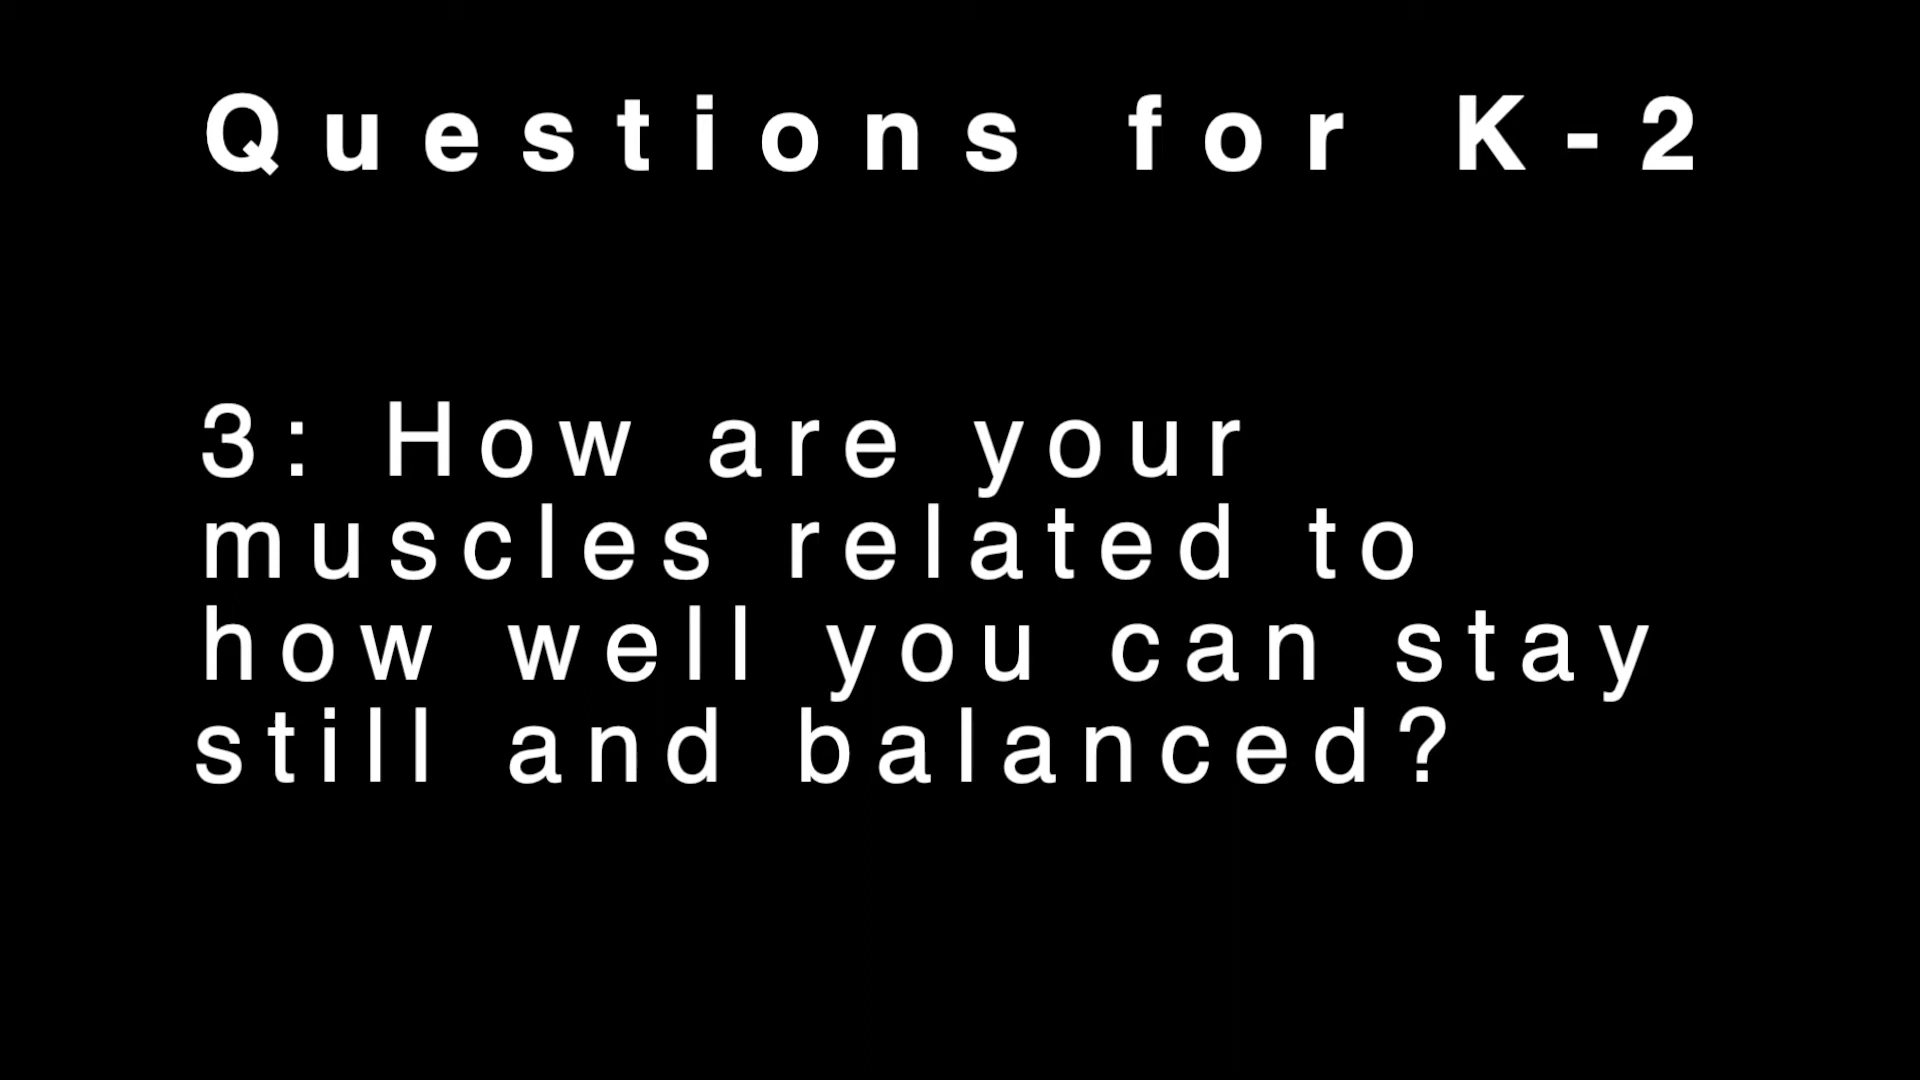 Questions for K-2
3: How are your
muscles related to
how well you can stay
still and balanced?